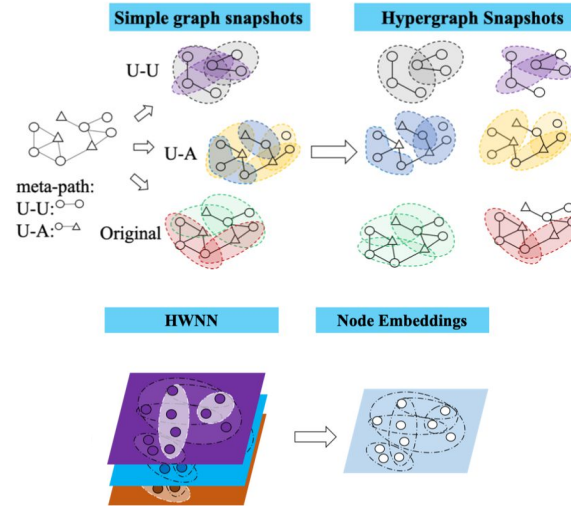 Simple graph snapshots
Hypergraph Snapshots
U-U
U-A
meta-path:
U-U:
U-A:
Original
HWNN
Node Embeddings